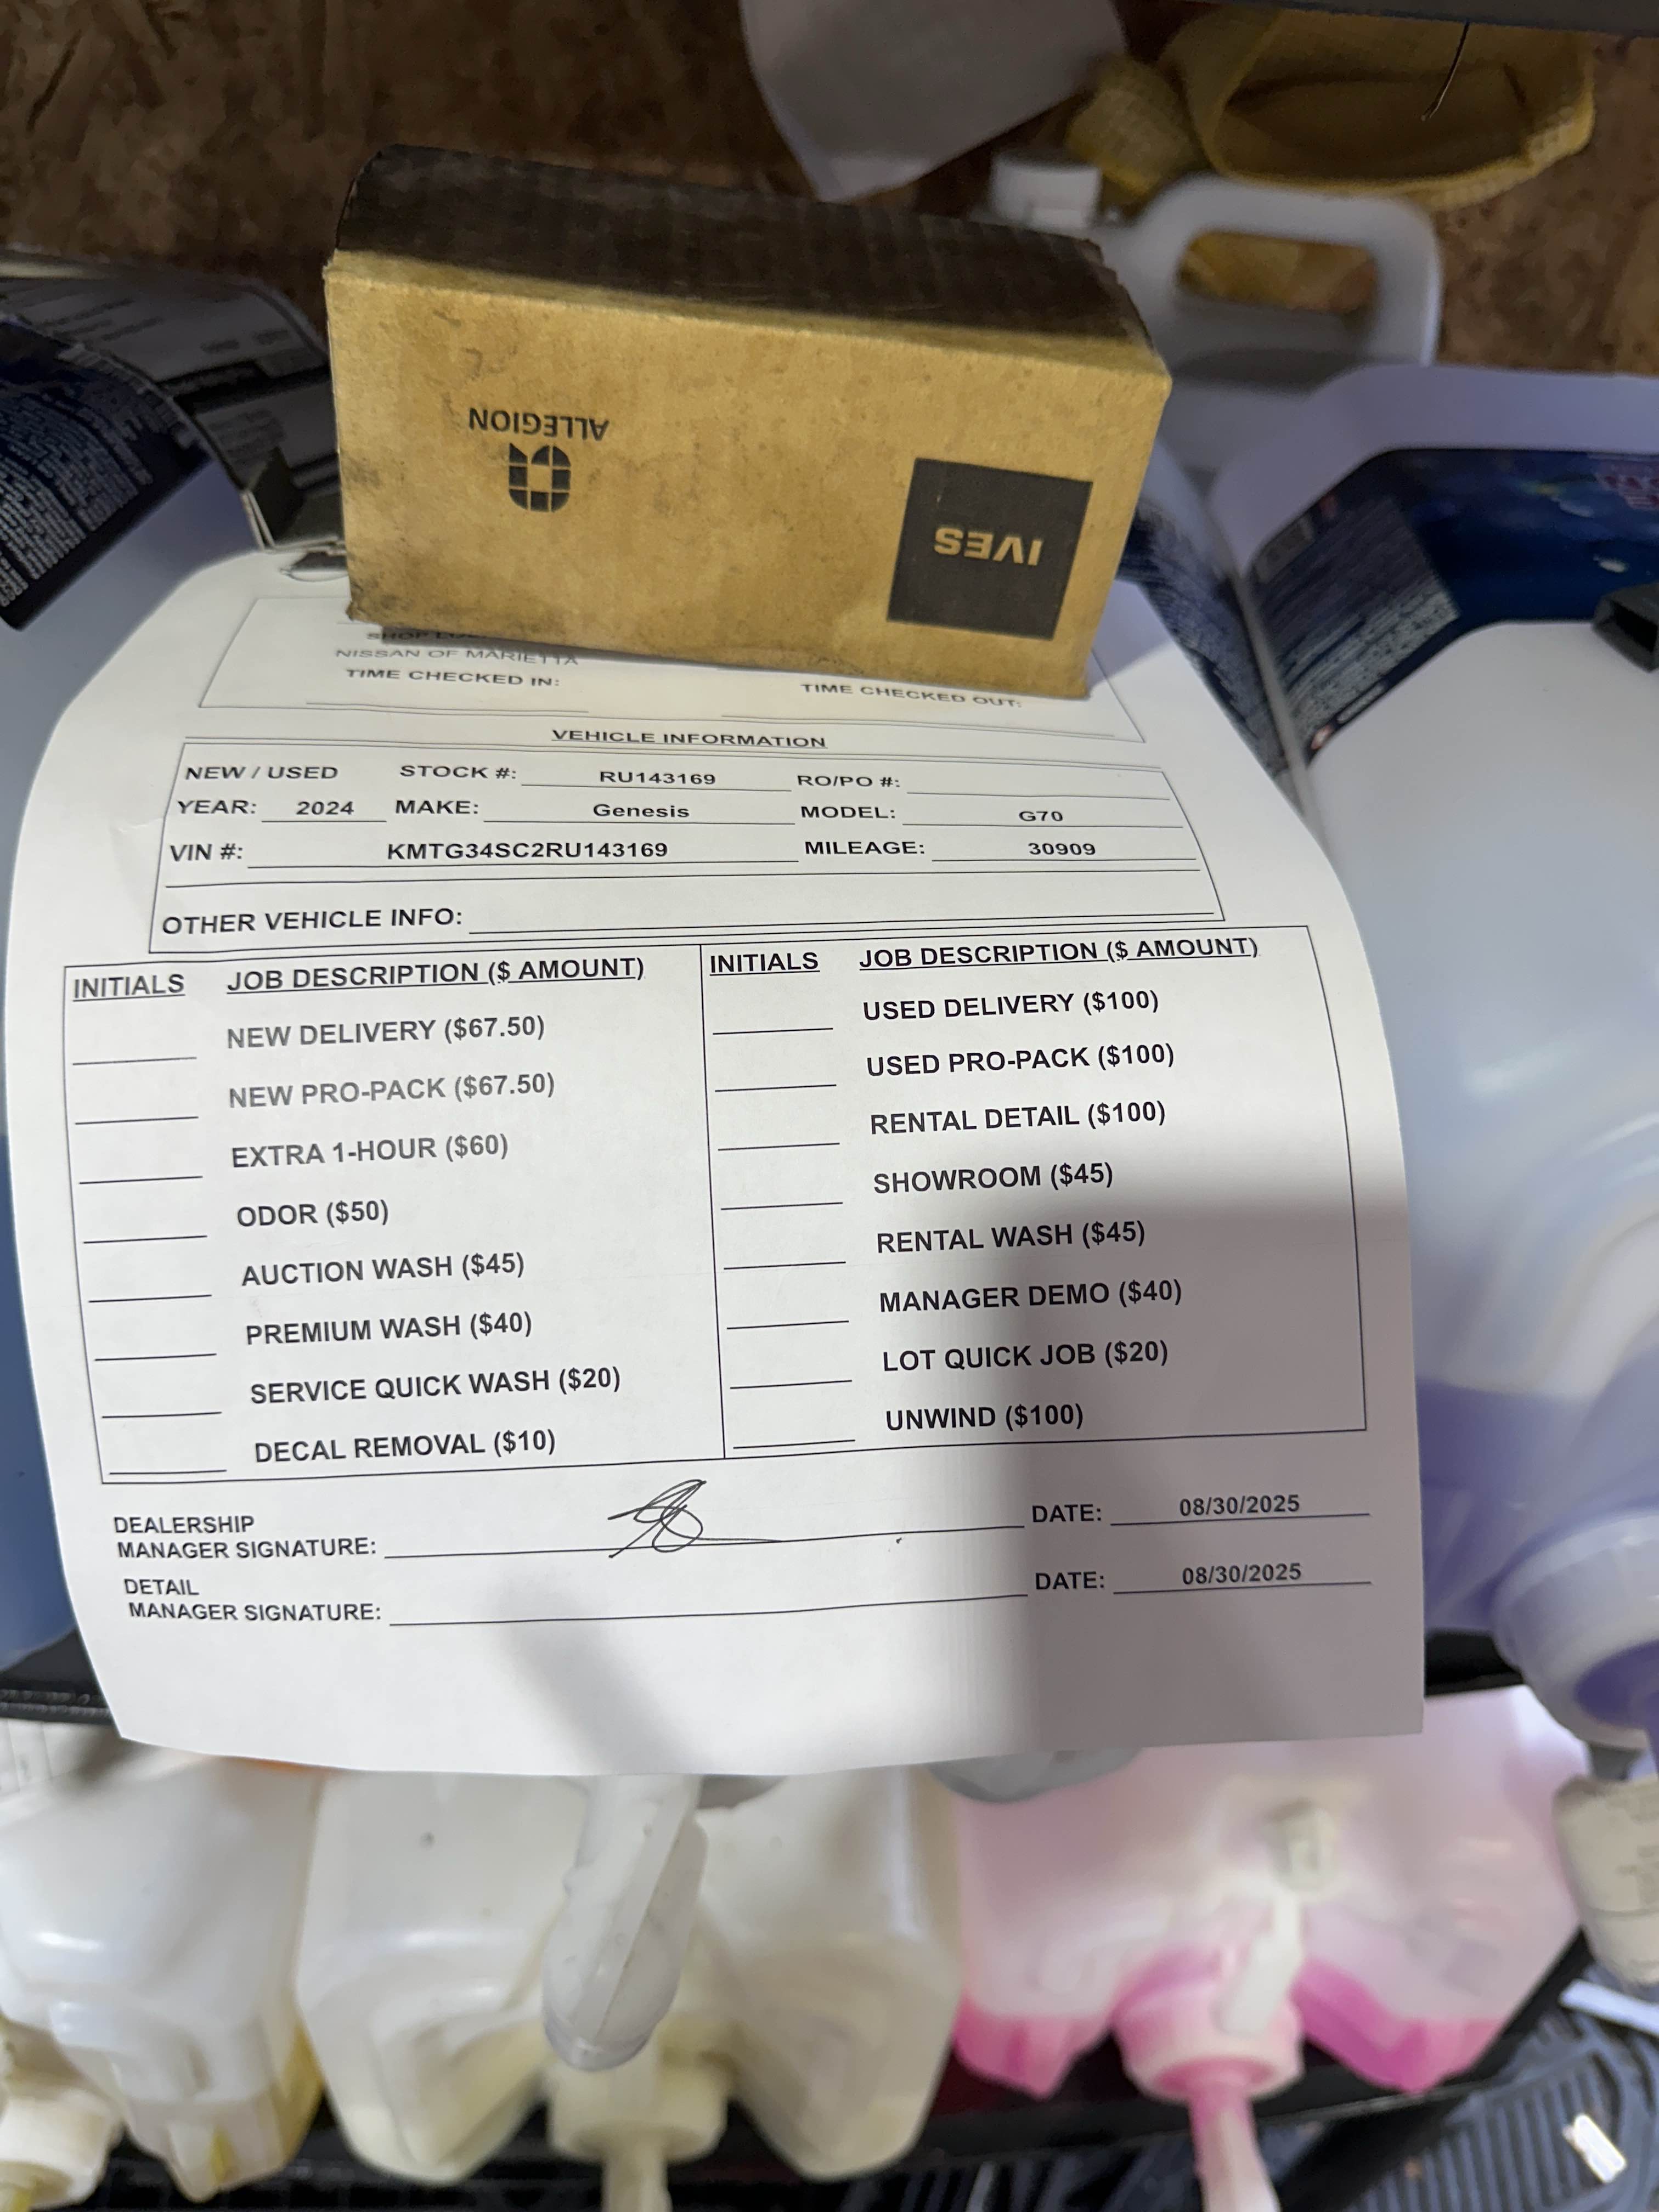 ALLEGION
IVES
NISSAN OF MARIETTA
TIME CHECKED IN:
TIME CHECKED OUT:
VEHICLE INFORMATION
NEW / USED STOCK #: RU143169 RO/PO #:
YEAR: 2024 MAKE: Genesis MODEL: G70
VIN #: KMTG34SC2RU143169 MILEAGE: 30909
OTHER VEHICLE INFO:
INITIALS JOB DESCRIPTION ($ AMOUNT)
NEW DELIVERY ($67.50)
NEW PRO-PACK ($67.50)
EXTRA 1-HOUR ($60)
ODOR ($50)
AUCTION WASH ($45)
PREMIUM WASH ($40)
SERVICE QUICK WASH ($20)
DECAL REMOVAL ($10)
INITIALS JOB DESCRIPTION ($ AMOUNT)
USED DELIVERY ($100)
USED PRO-PACK ($100)
RENTAL DETAIL ($100)
SHOWROOM ($45)
RENTAL WASH ($45)
MANAGER DEMO ($40)
LOT QUICK JOB ($20)
UNWIND ($100)
DEALERSHIP
MANAGER SIGNATURE: DATE: 08/30/2025
DETAIL
MANAGER SIGNATURE: DATE: 08/30/2025